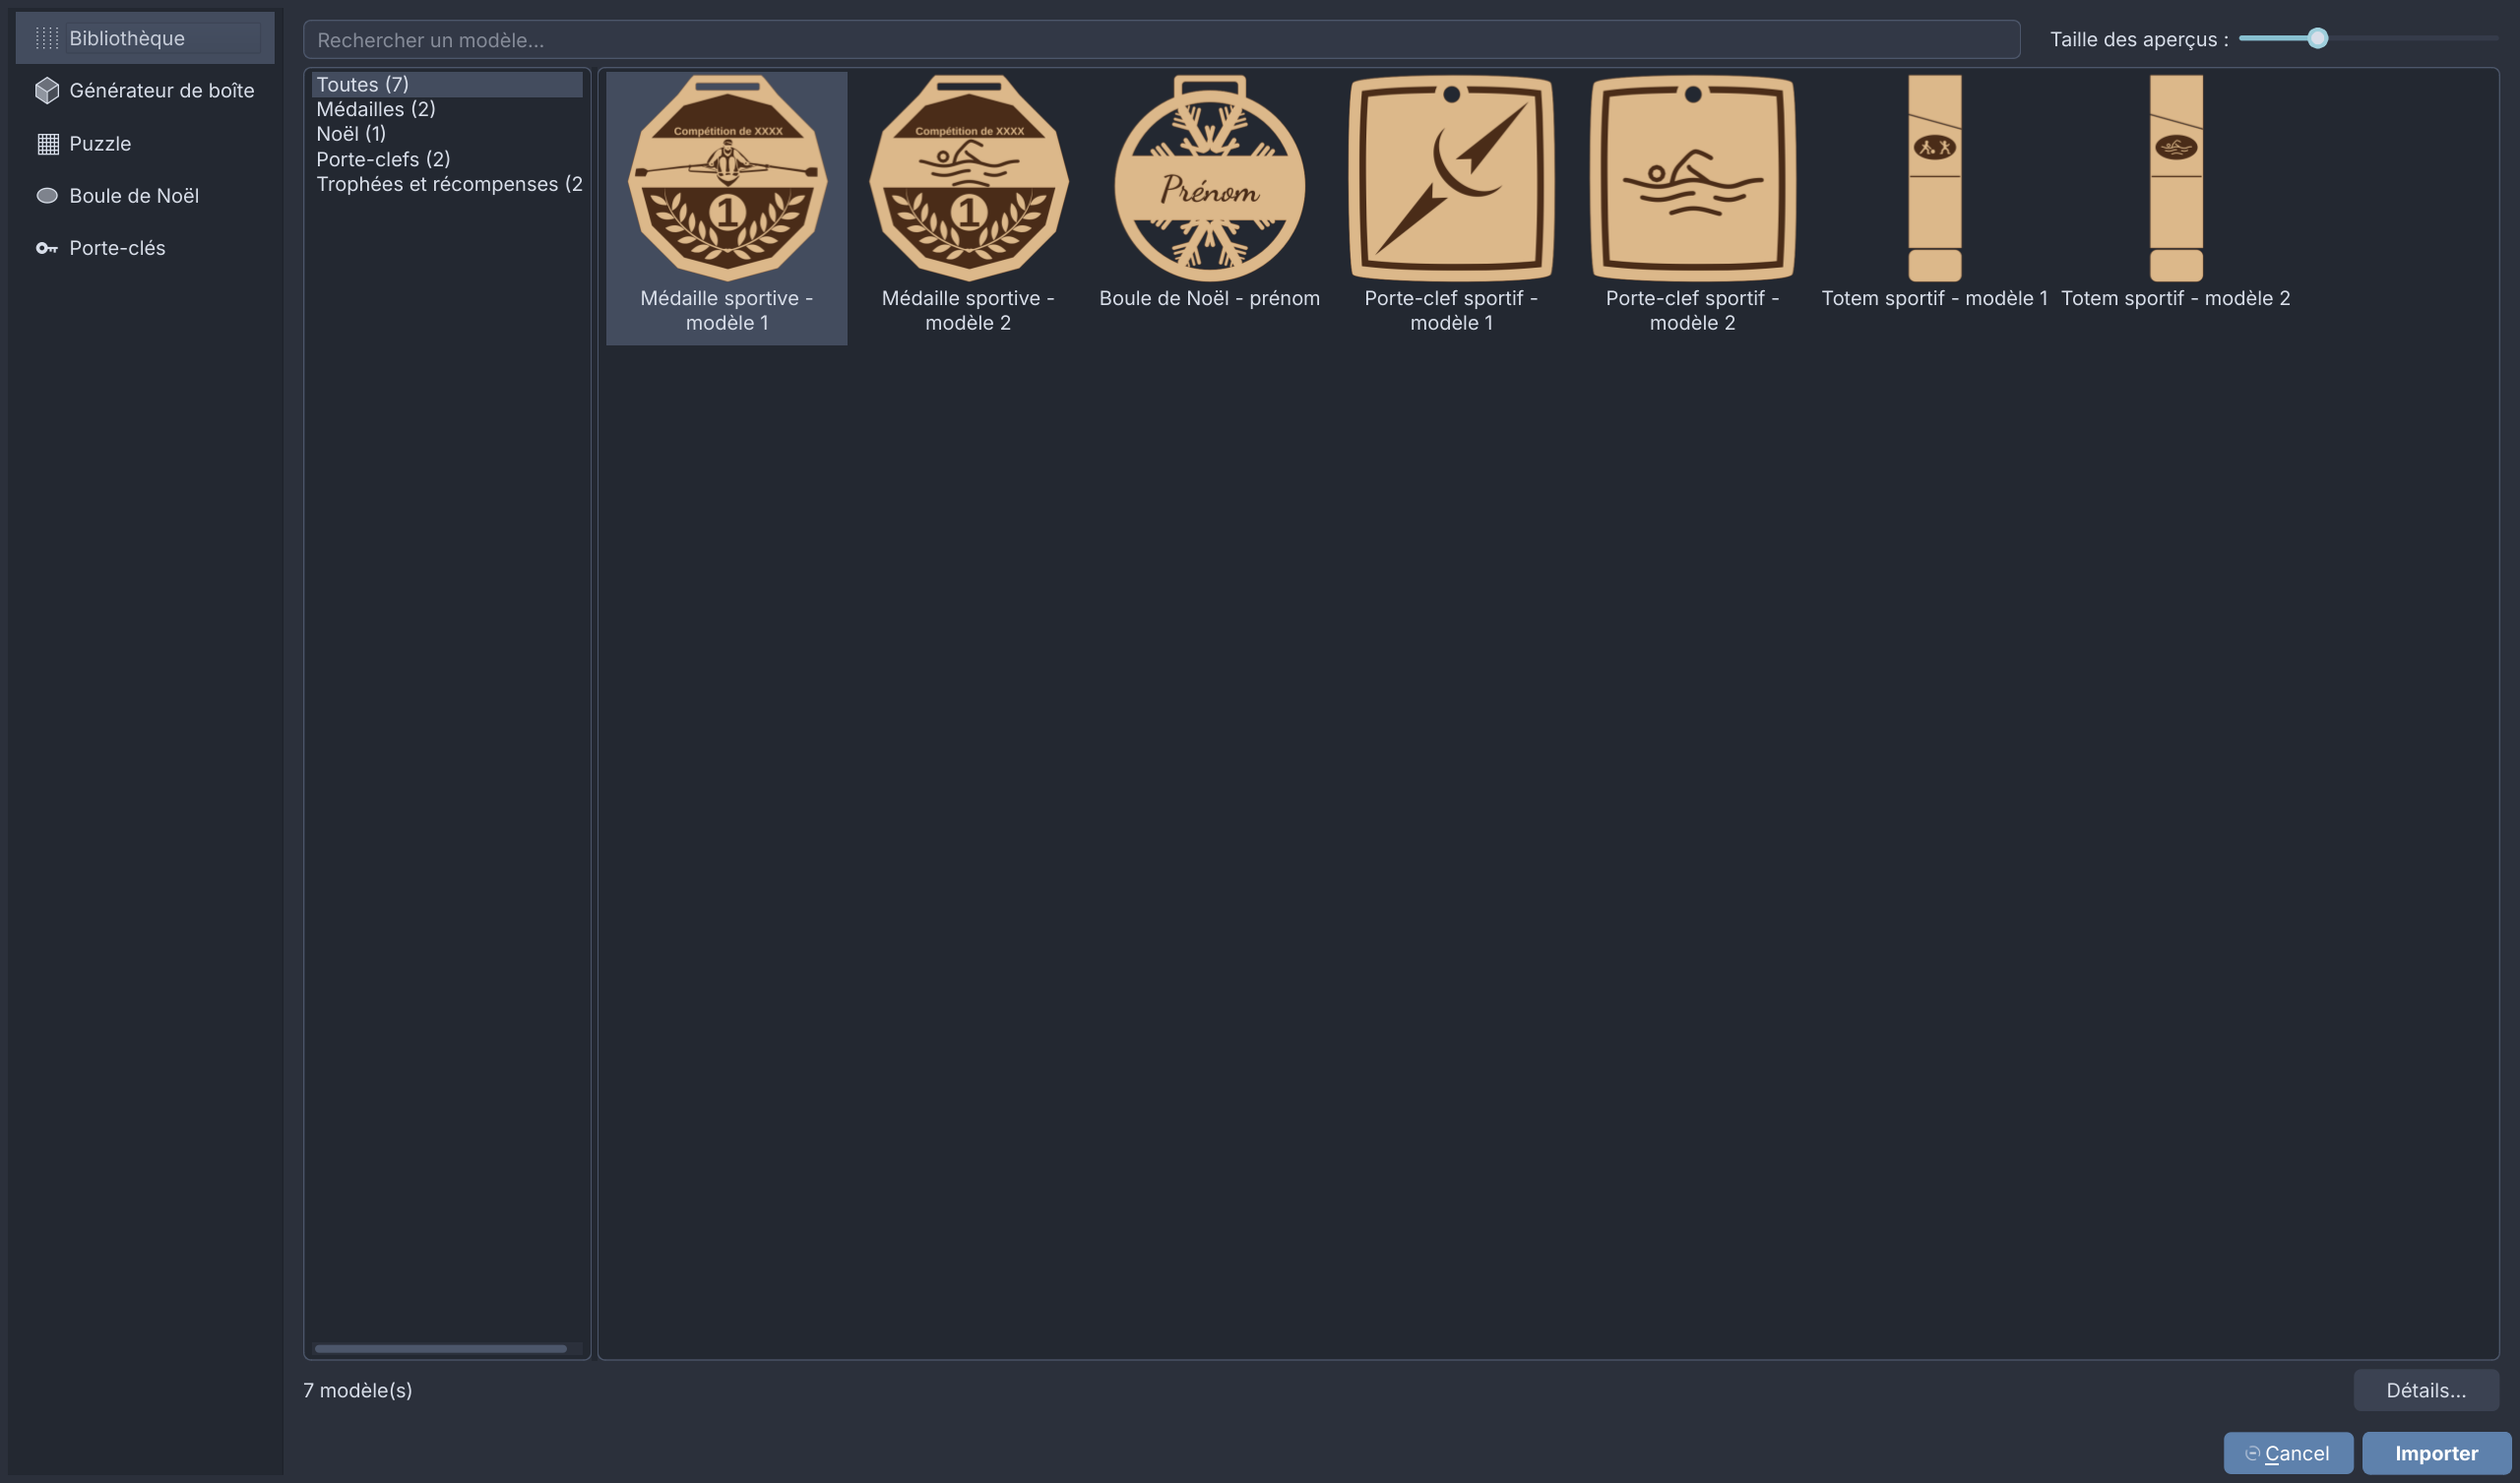 Bibliothèque
Générateur de boîte
Puzzle
Boule de Noël
Porte-clés
Rechercher un modèle...
Taille des aperçus :
Toutes (7)
Médailles (2)
Noël (1)
Porte-clefs (2)
Trophées et récompenses (2
Compétition de XXXX
1
Médaille sportive -
modèle 1
Compétition de XXXX
1
Médaille sportive -
modèle 2
Prénom
Boule de Noël - prénom
Porte-clef sportif -
modèle 1
Porte-clef sportif -
modèle 2
Totem sportif - modèle 1
Totem sportif - modèle 2
7 modèle(s)
Détails...
Cancel
Importer